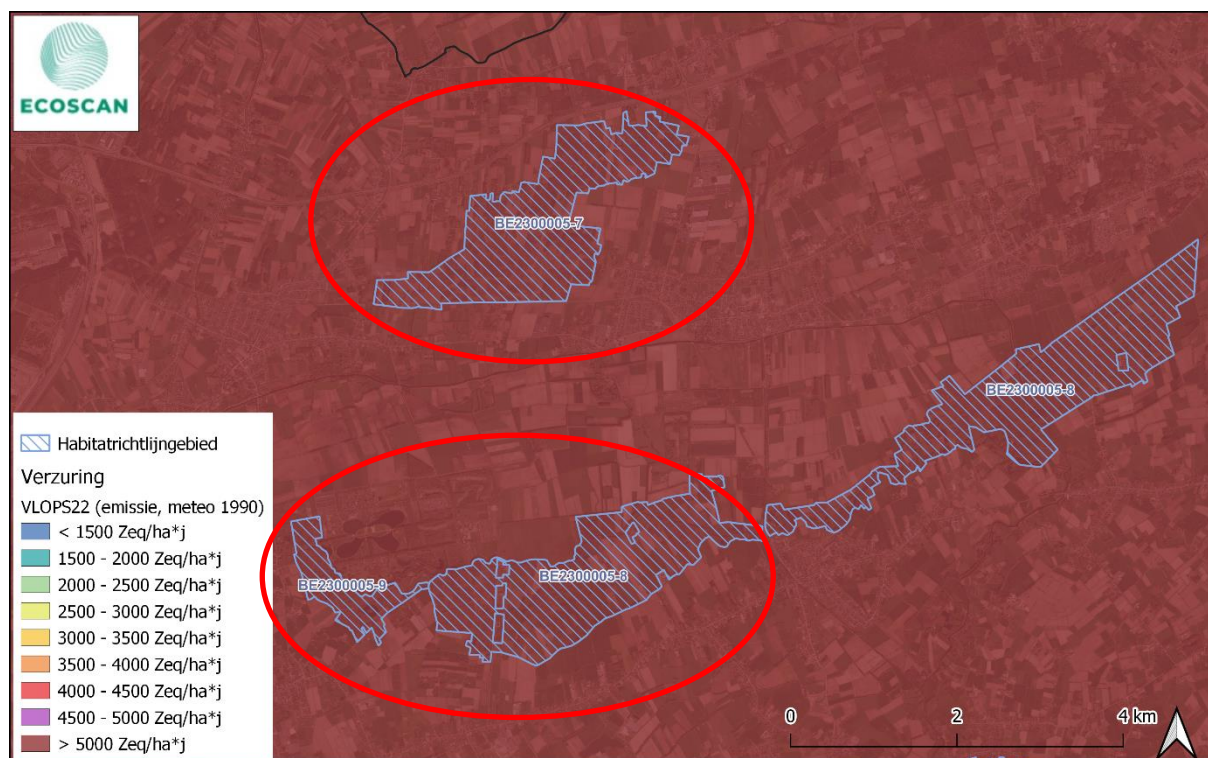 ECOSCAN
BE2300005-7
BE2300005-8
BE2300005-9
BE2300005-8
Habitatrichtlijngebied
Verzuring
VLOPS22 (emissie, meteo 1990)
< 1500 Zeq/ha*j
1500 - 2000 Zeq/ha*j
2000 - 2500 Zeq/ha*j
2500 - 3000 Zeq/ha*j
3000 - 3500 Zeq/ha*j
3500 - 4000 Zeq/ha*j
4000 - 4500 Zeq/ha*j
4500 - 5000 Zeq/ha*j
> 5000 Zeq/ha*j
0 2 4 km